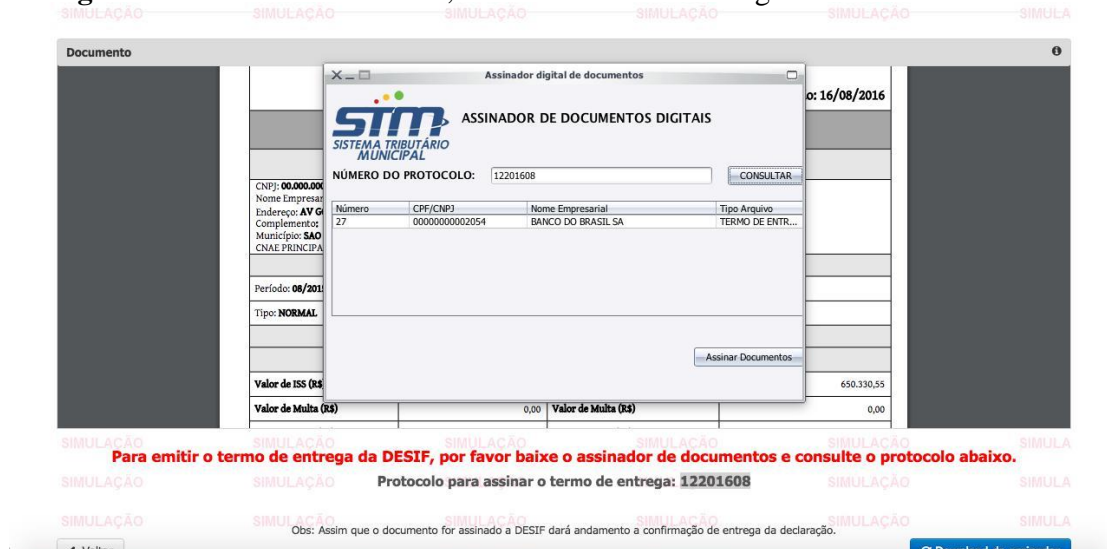 SIMULAÇÃO SIMULAÇÃO SIMULAÇÃO SIMULAÇÃO SIMULAÇÃO SIMULA
Documento
Assinador digital de documentos
o: 16/08/2016
STM
ASSINADOR DE DOCUMENTOS DIGITAIS
SISTEMA TRIBUTÁRIO
MUNICIPAL
NÚMERO DO PROTOCOLO: 12201608 CONSULTAR
CNPJ: 00.000.000
Nome Empresar
Endereço: AV G
Complemento:
Município: SAO
CNAE PRINCIPA
Número CPF/CNPJ Nome Empresarial Tipo Arquivo
27 00000000002054 BANCO DO BRASIL SA TERMO DE ENTR...
Período: 08/201
Tipo: NORMAL
Assinar Documentos
Valor de ISS (R$ 650.330,55
Valor de Multa (R$) 0,00 Valor de Multa (R$) 0,00
SIMULAÇÃO SIMULAÇÃO SIMULAÇÃO SIMULAÇÃO SIMULAÇÃO SIMULA
Para emitir o termo de entrega da DESIF, por favor baixe o assinador de documentos e consulte o protocolo abaixo.
SIMULAÇÃO SIMULAÇÃO SIMULAÇÃO SIMULAÇÃO SIMULAÇÃO SIMULA
Protocolo para assinar o termo de entrega: 12201608
SIMULAÇÃO SIMULAÇÃO SIMULAÇÃO SIMULAÇÃO SIMULAÇÃO SIMULA
Obs: Assim que o documento for assinado a DESIF dará andamento a confirmação de entrega da declaração.